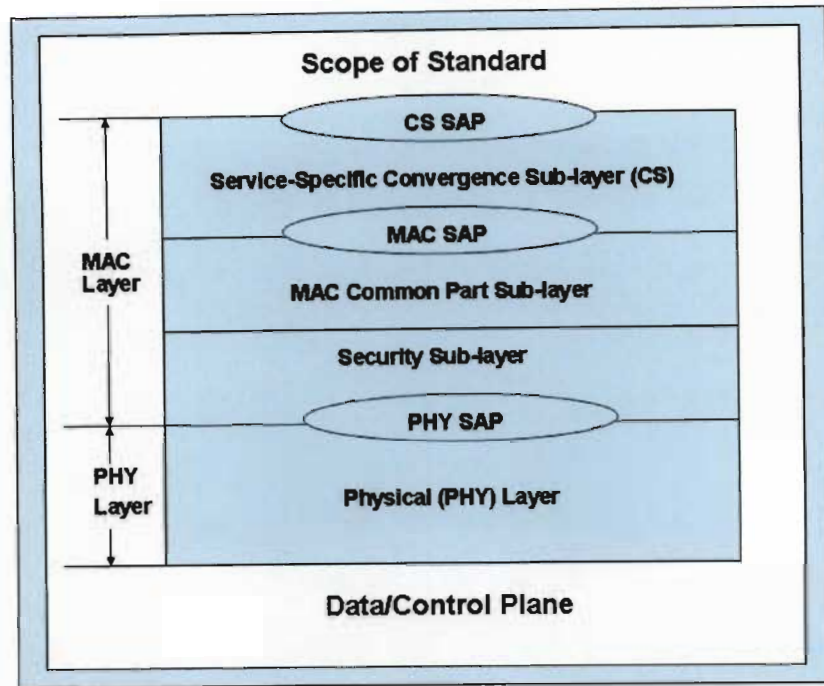 Scope of Standard
CS SAP
Service-Specific Convergence Sub-layer (CS)
MAC SAP
MAC
Layer
MAC Common Part Sub-layer
Security Sub-layer
PHY SAP
PHY
Layer
Physical (PHY) Layer
Data/Control Plane